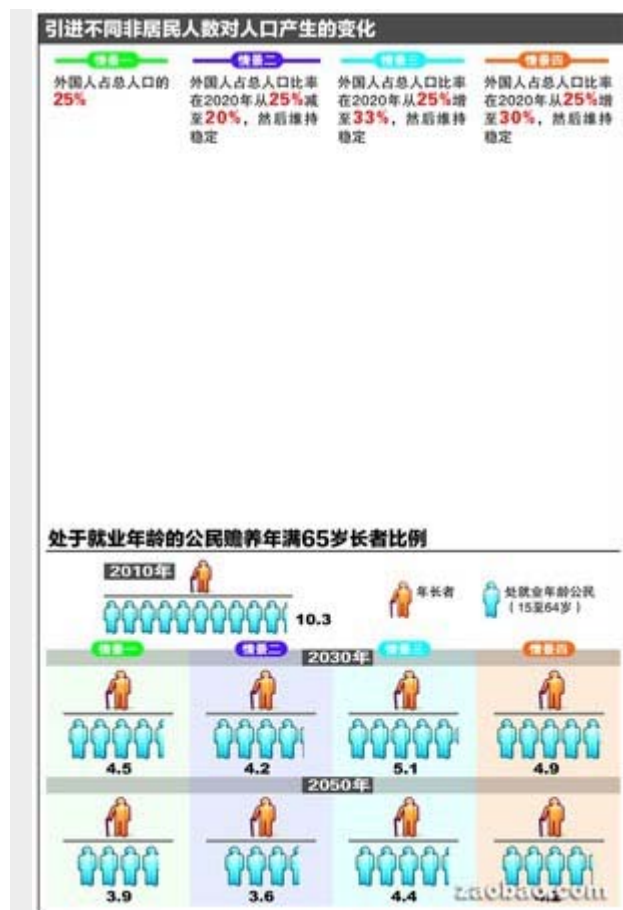 引进不同非居民人数对人口产生的变化
情景一
外国人占总人口的
25%
情景二
外国人占总人口比率
在2020年从25%减
至20%，然后维持
稳定
情景三
外国人占总人口比率
在2020年从25%增
至33%，然后维持
稳定
情景四
外国人占总人口比率
在2020年从25%增
至30%，然后维持
稳定
处于就业年龄的公民赡养年满65岁长者比例
2010年
10.3
年长者
处就业年龄公民
（15至64岁）
情景一
情景二
2030年
情景三
情景四
4.5
4.2
5.1
4.9
2050年
3.9
3.6
4.4
zaobao.com